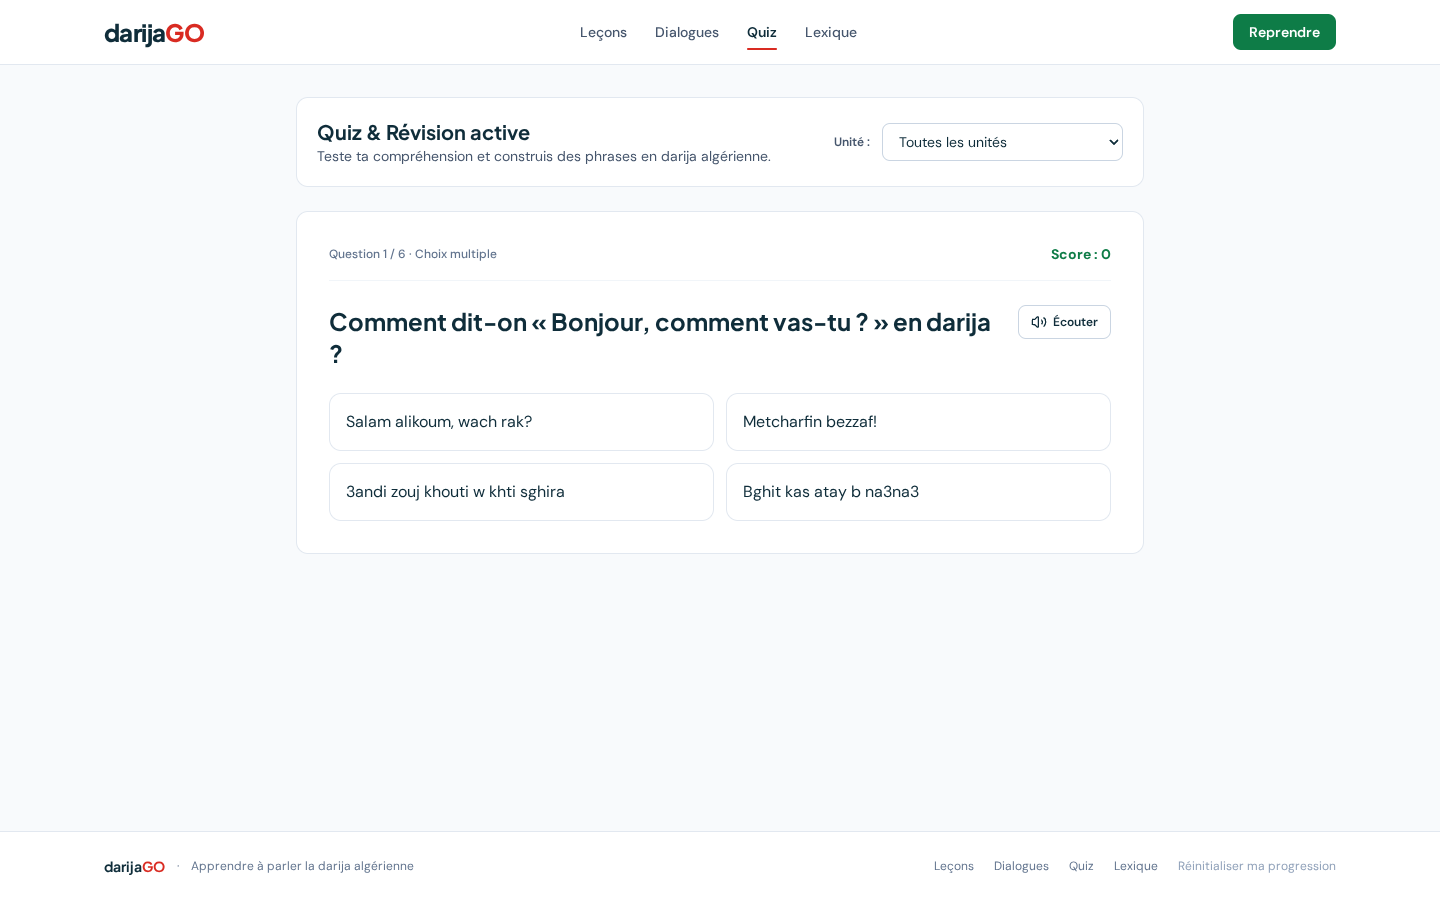 darijaGO
Leçons Dialogues Quiz Lexique
Reprendre
Quiz & Révision active
Teste ta compréhension et construis des phrases en darija algérienne.
Unité :
Toutes les unités
Question 1 / 6 · Choix multiple
Score : 0
Comment dit-on « Bonjour, comment vas-tu ? » en darija
?
Écouter
Salam alikoum, wach rak?
Metcharfin bezzaf!
3andi zouj khouti w khti sghira
Bghit kas atay b na3na3
darijaGO · Apprendre à parler la darija algérienne
Leçons Dialogues Quiz Lexique Réinitialiser ma progression